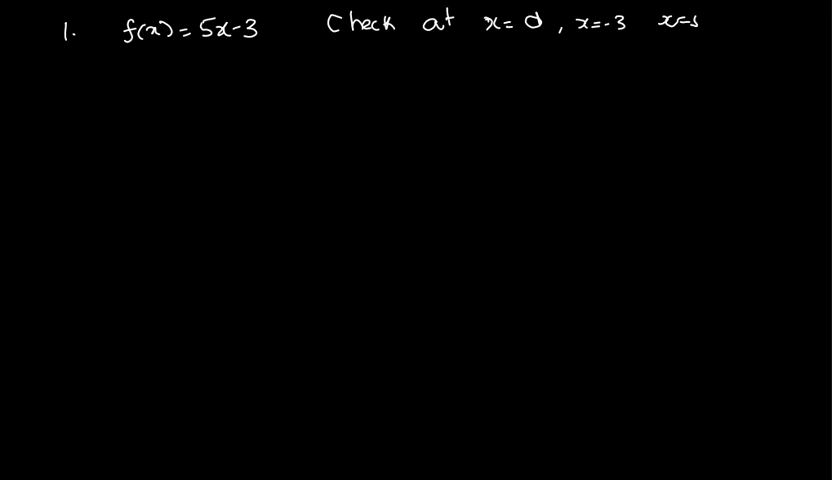 1. f(x) = 5x-3 Check at x= 0, x=-3 x=